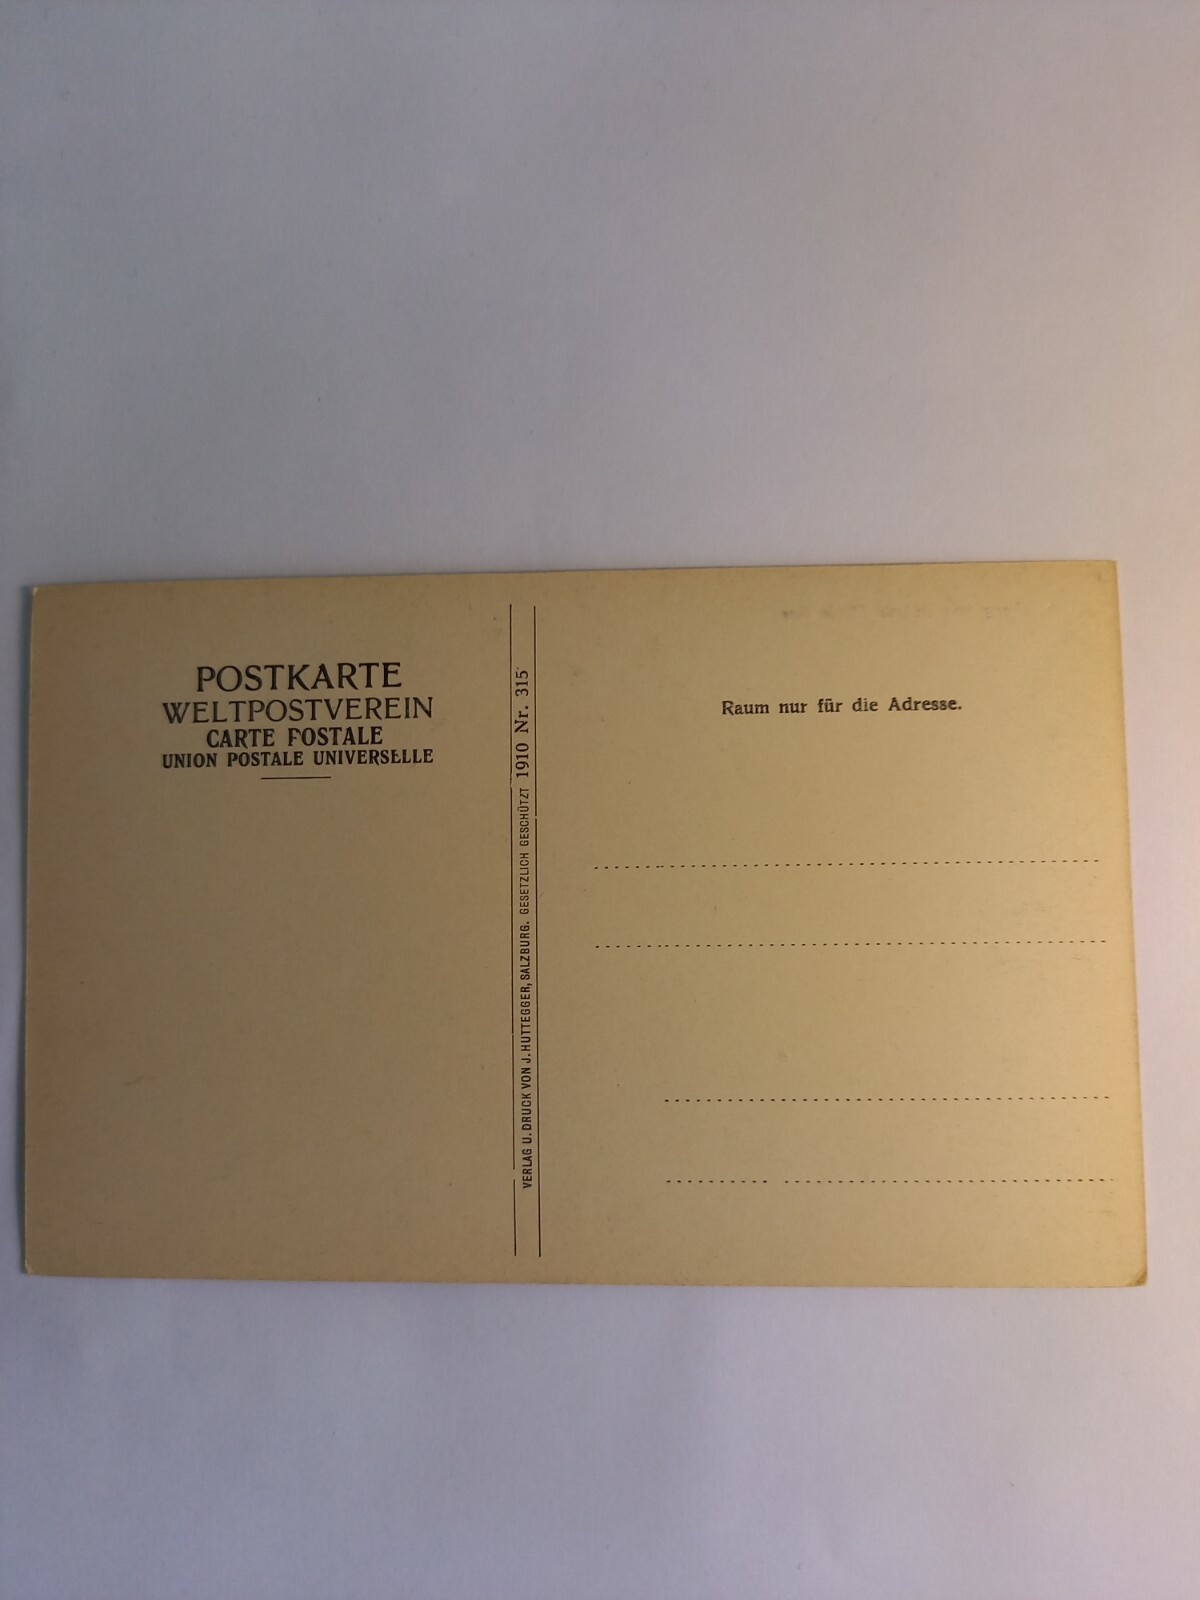 POSTKARTE
WELTPOSTVEREIN
CARTE POSTALE
UNION POSTALE UNIVERSELLE
VERLAG U. DRUCK VON J. HUTTEGGER, SALZBURG. GESETZLICH GESCHÜTZT 1910 Nr. 315
Raum nur für die Adresse.